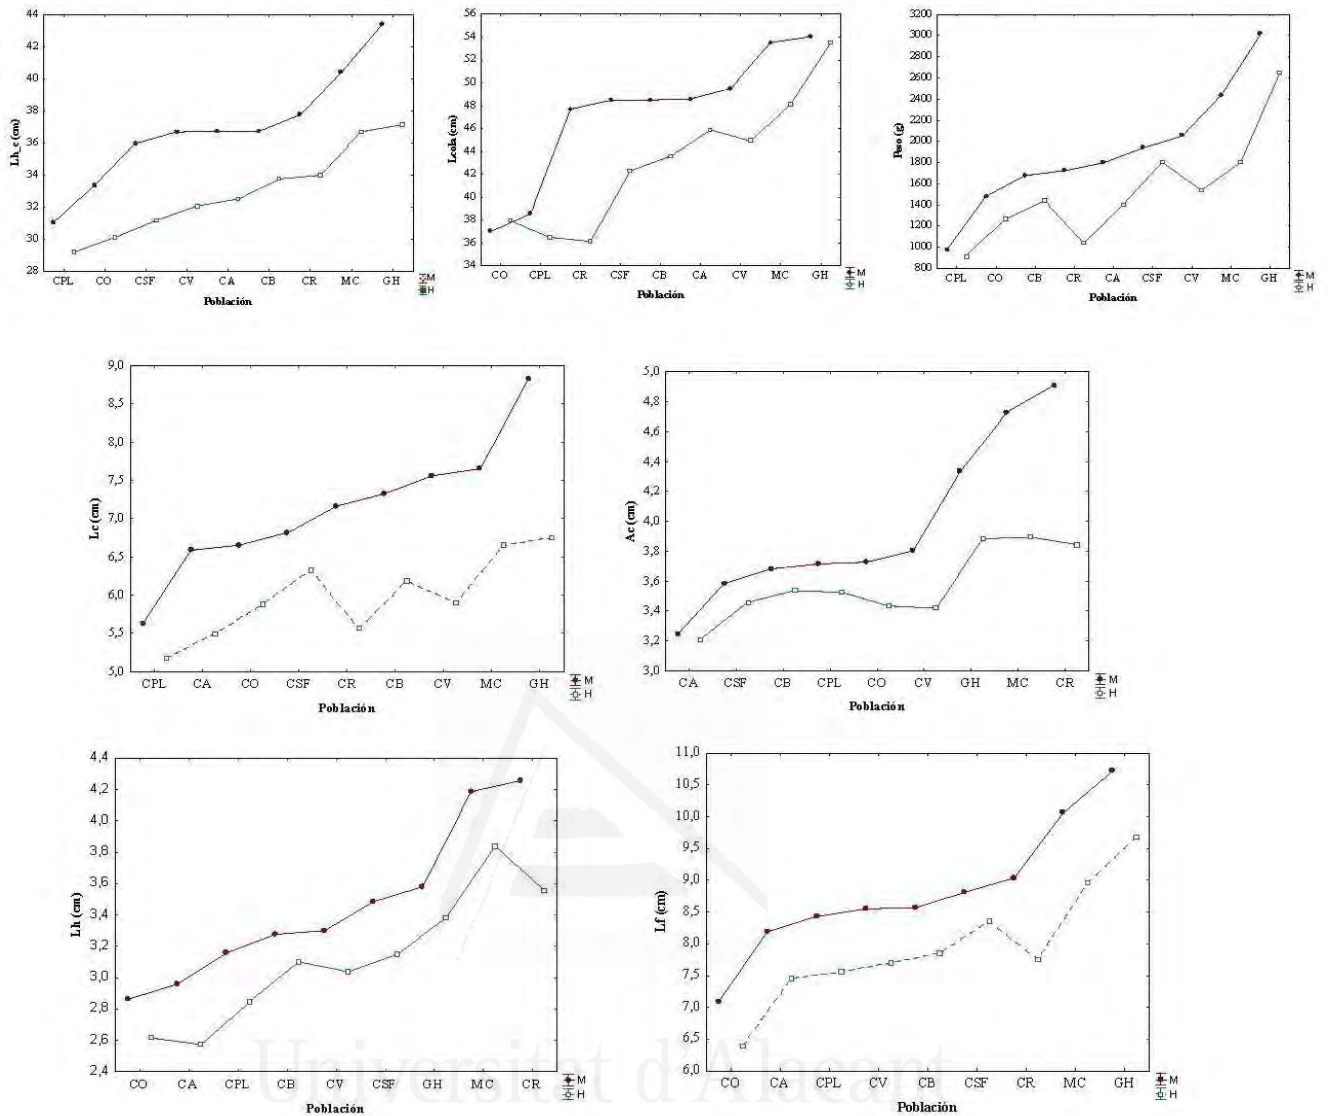 44
42
40
38
36
34
32
30
28
Lh_c (cm)
CPL CO CSF CV CA CB CR MC GH
Población
M
H
56
54
52
50
48
46
44
42
40
38
36
34
Lcola (cm)
CO CPL CR CSF CB CA CV MC GH
Población
M
H
3200
3000
2800
2600
2400
2200
2000
1800
1600
1400
1200
1000
800
Peso (g)
CPL CO CB CR CA CSF CV MC GH
Población
M
H
9,0
8,5
8,0
7,5
7,0
6,5
6,0
5,5
5,0
Lc (cm)
CPL CA CO CSF CR CB CV MC GH
Población
M
H
5,0
4,8
4,6
4,4
4,2
4,0
3,8
3,6
3,4
3,2
3,0
Ac (cm)
CA CSF CB CPL CO CV GH MC CR
Población
M
H
4,4
4,2
4,0
3,8
3,6
3,4
3,2
3,0
2,8
2,6
2,4
Lh (cm)
CO CA CPL CB CV CSF GH MC CR
Población
M
H
11,0
10,5
10,0
9,5
9,0
8,5
8,0
7,5
7,0
6,5
6,0
Lf (cm)
CO CA CPL CV CB CSF CR MC GH
Población
M
H
Universitat d'Alacant